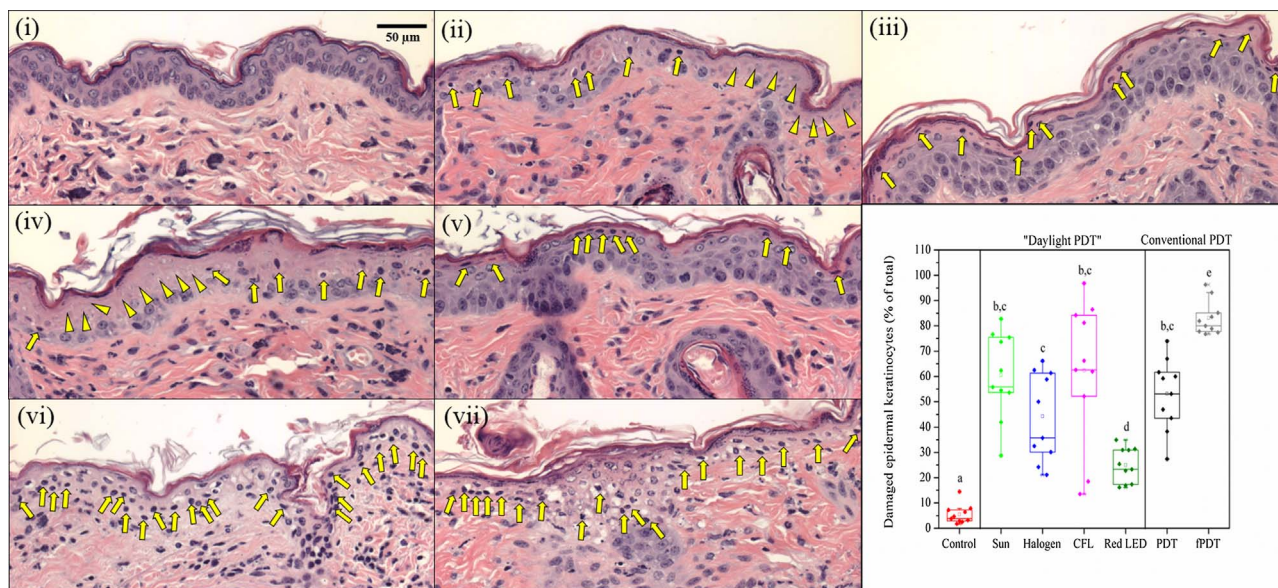 (i)
50 µm
(ii)
(iii)
(iv)
(v)
(vi)
(vii)
"Daylight PDT"
Conventional PDT
Damaged epidermal keratinocytes (% of total)
110
100
90
80
70
60
50
40
30
20
10
0
a
b,c
c
b,c
d
b,c
e
Control
Sun
Halogen
CFL
Red LED
PDT
fPDT